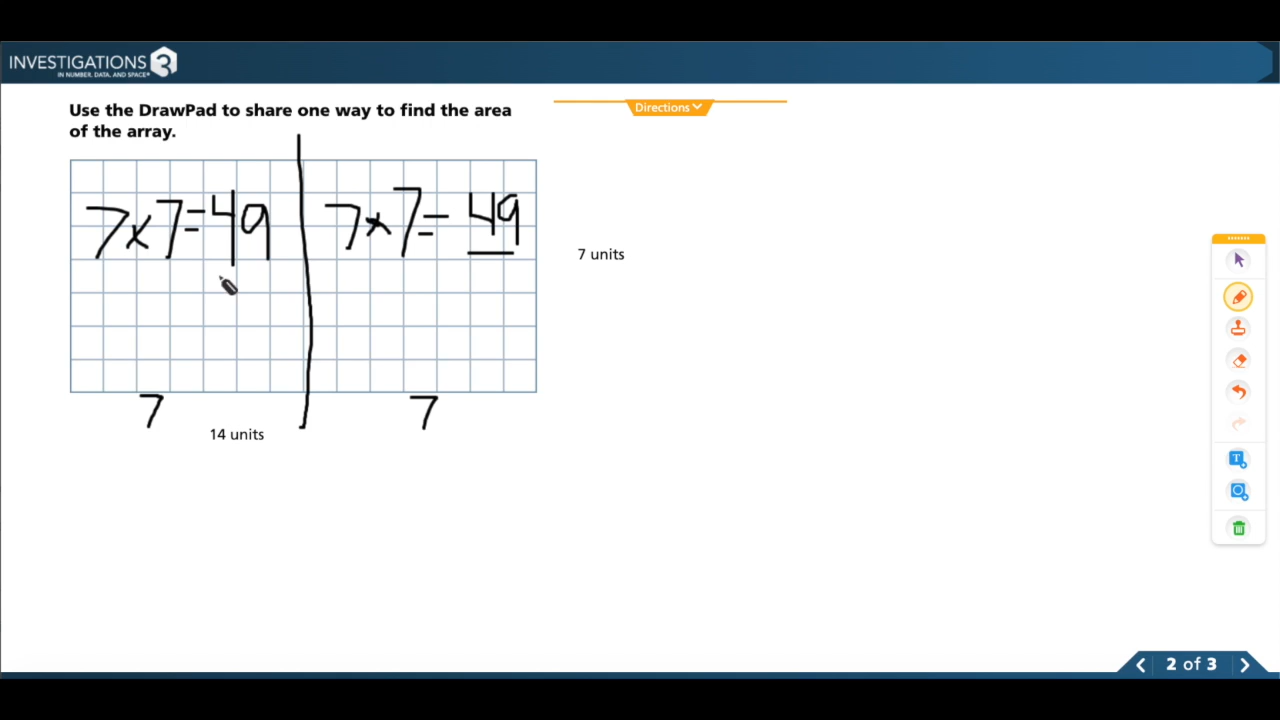 INVESTIGATIONS 3
IN NUMBER, DATA, AND SPACE®
Use the DrawPad to share one way to find the area
of the array.
Directions
7x7=49
7x7=49
7 units
7
7
14 units
T
2 of 3